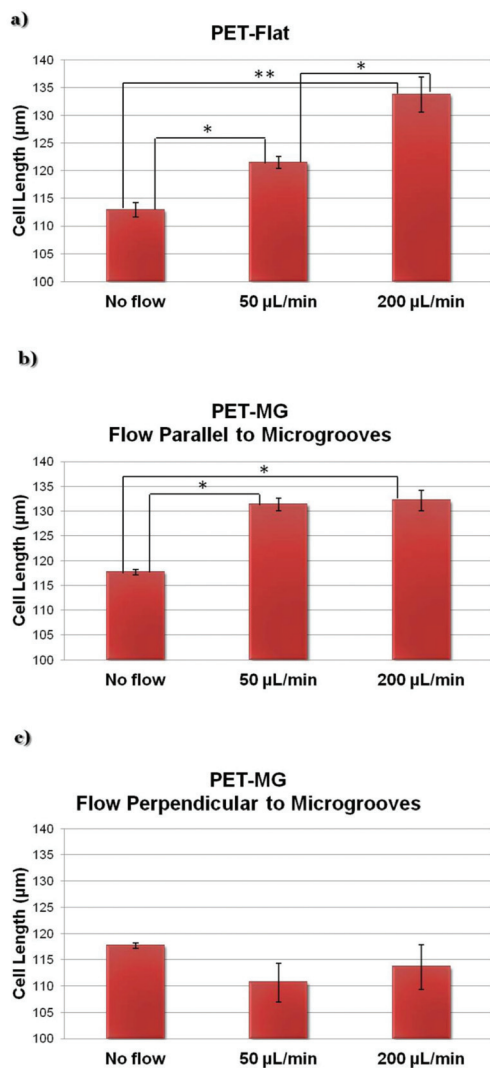 a)
PET-Flat
Cell Length (µm)
140
135
130
125
120
115
110
105
100
**
*
*
No flow
50 µL/min
200 µL/min
b)
PET-MG
Flow Parallel to Microgrooves
Cell Length (µm)
140
135
130
125
120
115
110
105
100
*
*
No flow
50 µL/min
200 µL/min
c)
PET-MG
Flow Perpendicular to Microgrooves
Cell Length (µm)
140
135
130
125
120
115
110
105
100
No flow
50 µL/min
200 µL/min